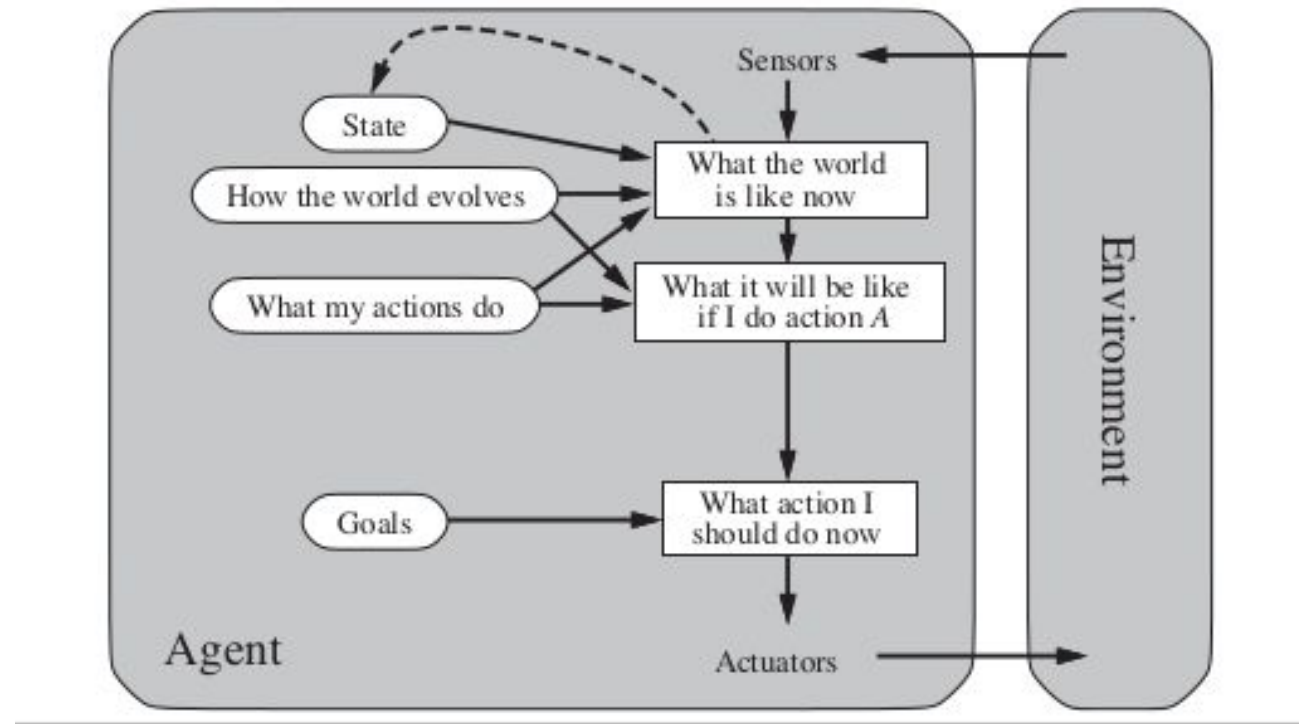 Sensors
State
What the world
is like now
How the world evolves
What my actions do
What it will be like
if I do action A
Environment
Goals
What action I
should do now
Agent
Actuators